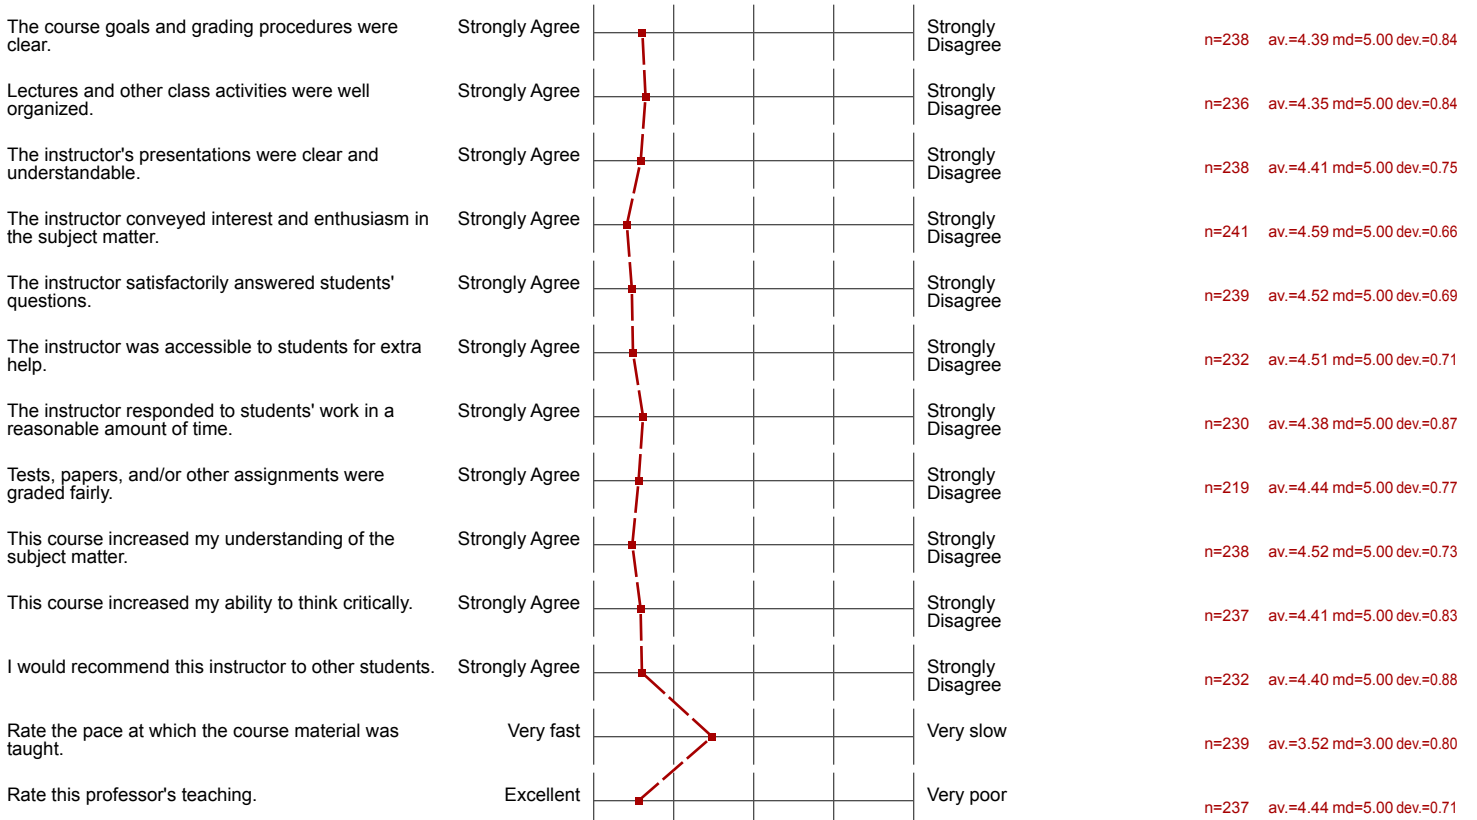 The course goals and grading procedures were
clear.
Strongly Agree
Strongly
Disagree
n=238 av.=4.39 md=5.00 dev.=0.84
Lectures and other class activities were well
organized.
Strongly Agree
Strongly
Disagree
n=236 av.=4.35 md=5.00 dev.=0.84
The instructor's presentations were clear and
understandable.
Strongly Agree
Strongly
Disagree
n=238 av.=4.41 md=5.00 dev.=0.75
The instructor conveyed interest and enthusiasm in
the subject matter.
Strongly Agree
Strongly
Disagree
n=241 av.=4.59 md=5.00 dev.=0.66
The instructor satisfactorily answered students'
questions.
Strongly Agree
Strongly
Disagree
n=239 av.=4.52 md=5.00 dev.=0.69
The instructor was accessible to students for extra
help.
Strongly Agree
Strongly
Disagree
n=232 av.=4.51 md=5.00 dev.=0.71
The instructor responded to students' work in a
reasonable amount of time.
Strongly Agree
Strongly
Disagree
n=230 av.=4.38 md=5.00 dev.=0.87
Tests, papers, and/or other assignments were
graded fairly.
Strongly Agree
Strongly
Disagree
n=219 av.=4.44 md=5.00 dev.=0.77
This course increased my understanding of the
subject matter.
Strongly Agree
Strongly
Disagree
n=238 av.=4.52 md=5.00 dev.=0.73
This course increased my ability to think critically.
Strongly Agree
Strongly
Disagree
n=237 av.=4.41 md=5.00 dev.=0.83
I would recommend this instructor to other students.
Strongly Agree
Strongly
Disagree
n=232 av.=4.40 md=5.00 dev.=0.88
Rate the pace at which the course material was
taught.
Very fast
Very slow
n=239 av.=3.52 md=3.00 dev.=0.80
Rate this professor's teaching.
Excellent
Very poor
n=237 av.=4.44 md=5.00 dev.=0.71